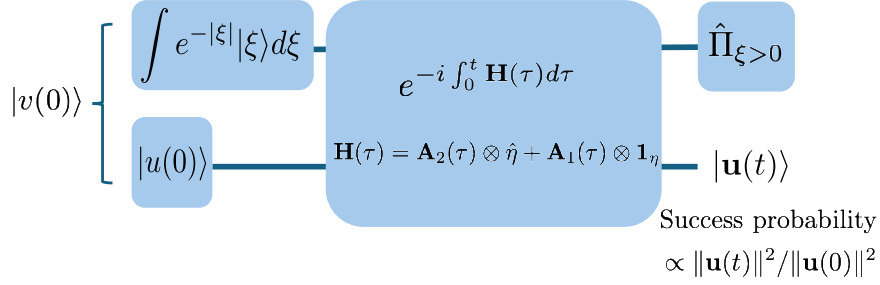 ∫ e^{-|ξ|}|ξ⟩dξ
Π̂_{ξ>0}
|v(0)⟩
e^{-i ∫_0^t 𝐇(τ)dτ}
|u(0)⟩
𝐇(τ) = 𝐀_2(τ) ⊗ η̂ + 𝐀_1(τ) ⊗ 𝟏_η
|𝐮(t)⟩
Success probability
∝ ‖𝐮(t)‖²/‖𝐮(0)‖²